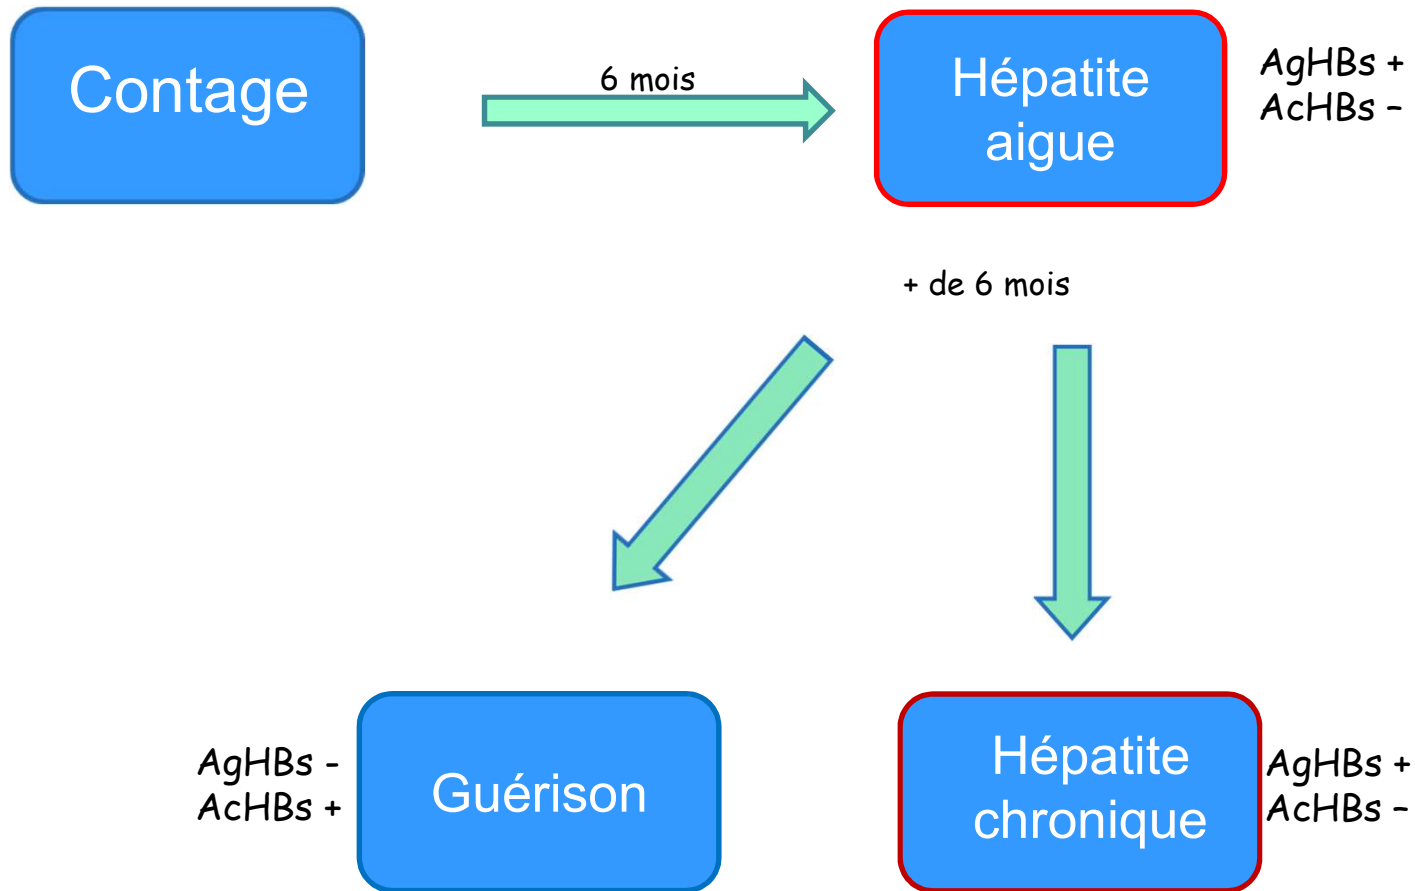 Contage
6 mois
Hépatite
aigue
AgHBs +
AcHBs -
+ de 6 mois
AgHBs -
AcHBs +
Guérison
Hépatite
chronique
AgHBs +
AcHBs -